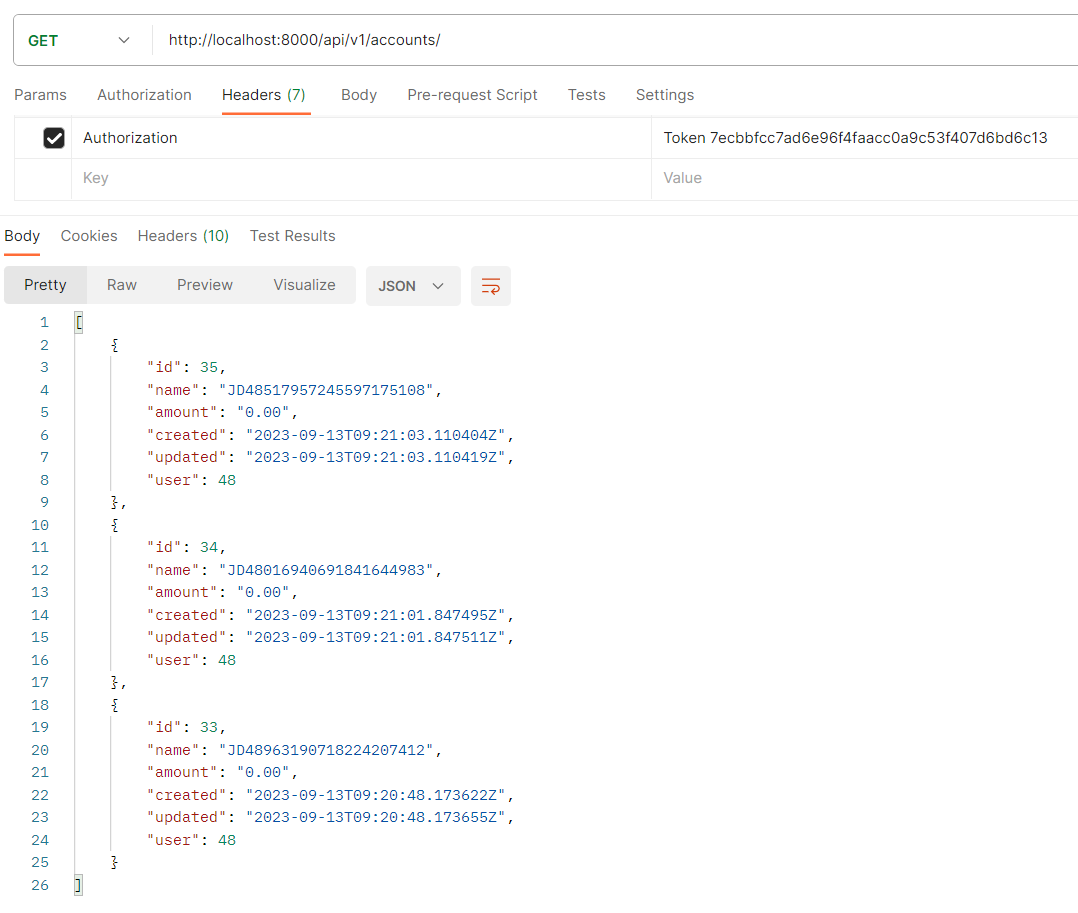 GET http://localhost:8000/api/v1/accounts/
Params Authorization Headers (7) Body Pre-request Script Tests Settings
Authorization Token 7ecbbfcc7ad6e96f4faacc0a9c53f407d6bd6c13
Key Value
Body Cookies Headers (10) Test Results
Pretty Raw Preview Visualize JSON
1 [
2 {
3 "id": 35,
4 "name": "JD48517957245597175108",
5 "amount": "0.00",
6 "created": "2023-09-13T09:21:03.110404Z",
7 "updated": "2023-09-13T09:21:03.110419Z",
8 "user": 48
9 },
10 {
11 "id": 34,
12 "name": "JD48016940691841644983",
13 "amount": "0.00",
14 "created": "2023-09-13T09:21:01.847495Z",
15 "updated": "2023-09-13T09:21:01.847511Z",
16 "user": 48
17 },
18 {
19 "id": 33,
20 "name": "JD48963190718224207412",
21 "amount": "0.00",
22 "created": "2023-09-13T09:20:48.173622Z",
23 "updated": "2023-09-13T09:20:48.173655Z",
24 "user": 48
25 }
26 ]